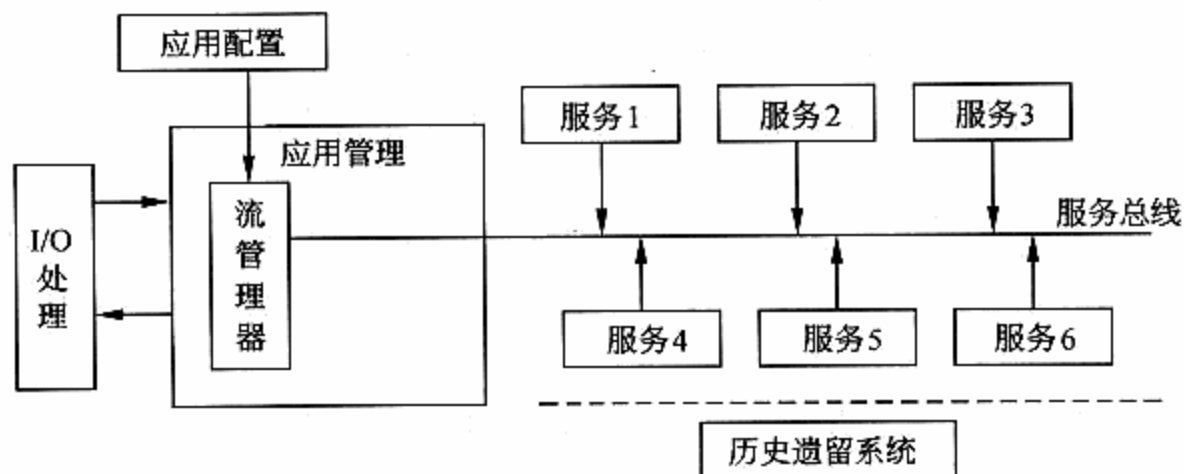 应用配置
服务1
服务2
服务3
应用管理
流管理器
I/O处理
服务总线
服务4
服务5
服务6
历史遗留系统